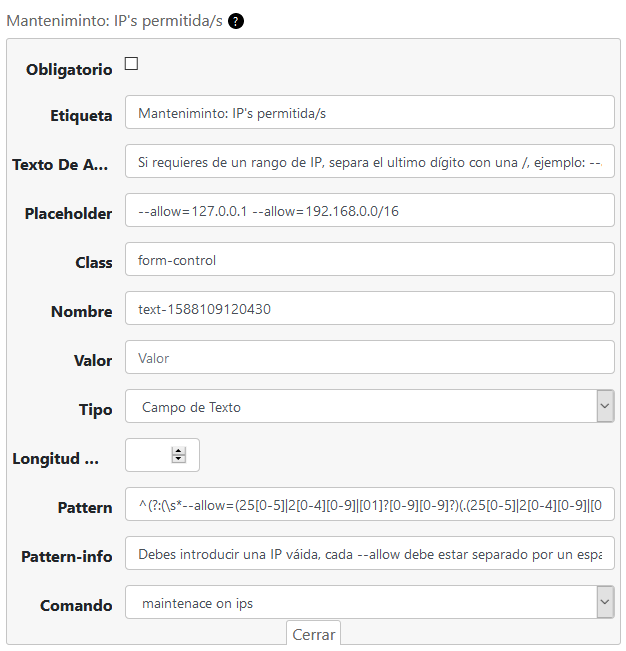 Manteniminto: IP's permitida/s ?
Obligatorio
Etiqueta Manteniminto: IP's permitida/s
Texto De A... Si requieres de un rango de IP, separa el ultimo dígito con una /, ejemplo: --
Placeholder --allow=127.0.0.1 --allow=192.168.0.0/16
Class form-control
Nombre text-1588109120430
Valor Valor
Tipo Campo de Texto
Longitud ...
Pattern ^(?:(\s*--allow=(25[0-5]|2[0-4][0-9]|[01]?[0-9][0-9]?)(.(25[0-5]|2[0-4][0-9]|[0
Pattern-info Debes introducir una IP váida, cada --allow debe estar separado por un espa
Comando maintenace on ips
Cerrar